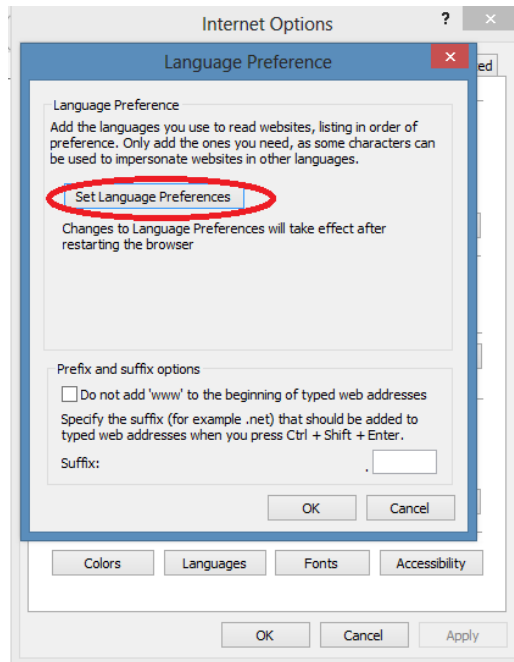 Internet Options
?
Language Preference
ed
Language Preference
Add the languages you use to read websites, listing in order of
preference. Only add the ones you need, as some characters can
be used to impersonate websites in other languages.
Set Language Preferences
Changes to Language Preferences will take effect after
restarting the browser
Prefix and suffix options
Do not add 'www' to the beginning of typed web addresses
Specify the suffix (for example .net) that should be added to
typed web addresses when you press Ctrl + Shift + Enter.
Suffix: .
OK Cancel
Colors Languages Fonts Accessibility
OK Cancel Apply